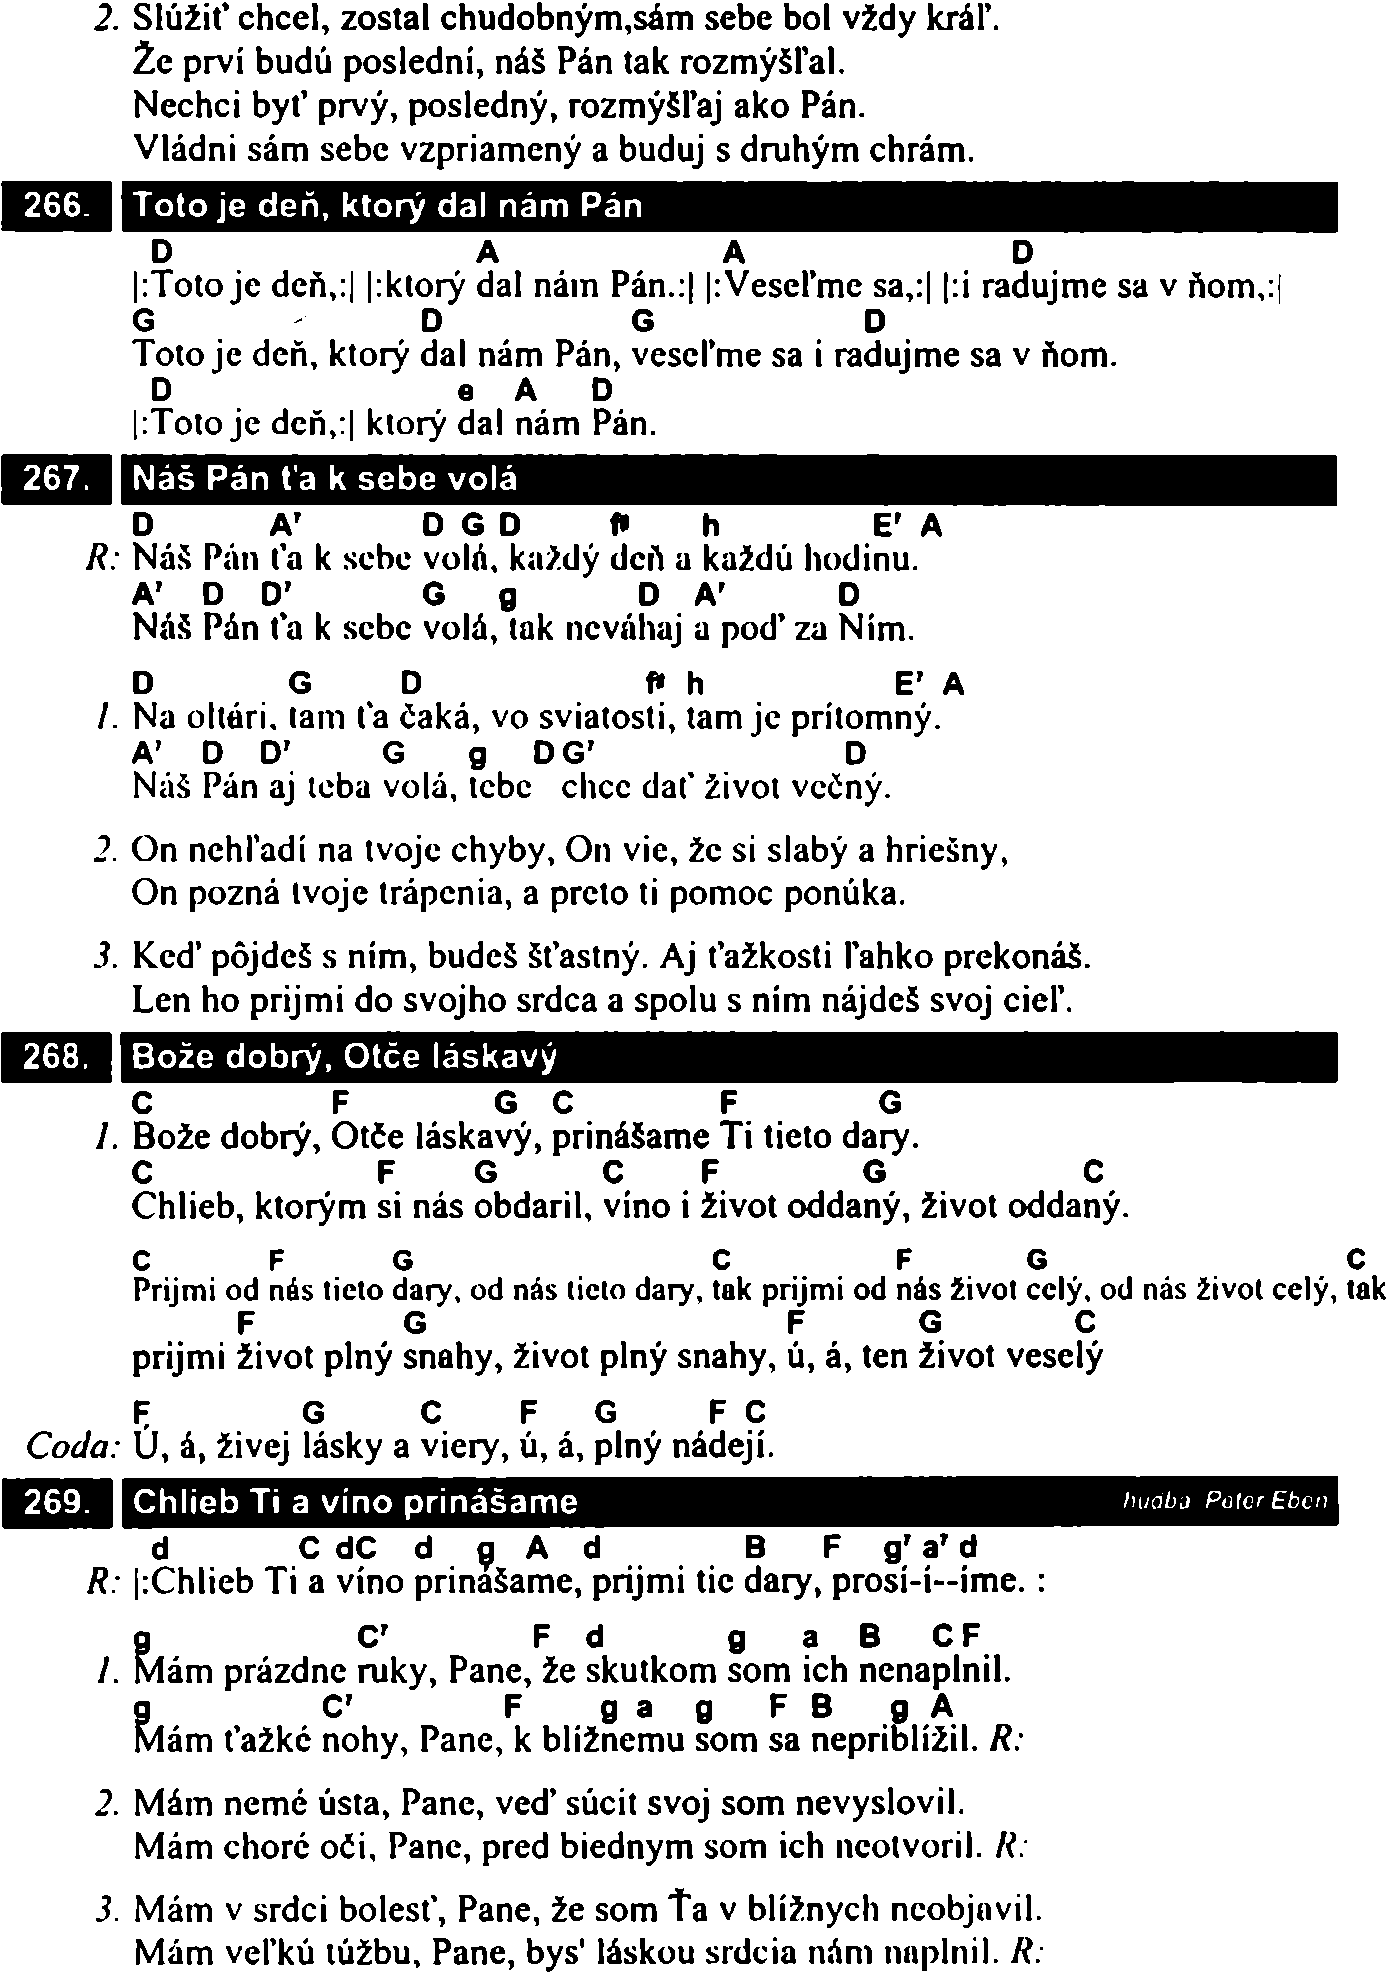 2. Slúžiť chcel, zostal chudobným,sám sebe bol vždy kráľ.
Že prví budú poslední, náš Pán tak rozmýšľal.
Nechci byť prvý, posledný, rozmýšľaj ako Pán.
Vládni sám sebe vzpriamený a buduj s druhým chrám.
266. Toto je deň, ktorý dal nám Pán
D A A D
|:Toto je deň,:| |:ktorý dal nám Pán.:| |:Veseľme sa,:| |:i radujme sa v ňom,:|
G D G D
Toto je deň, ktorý dal nám Pán, veseľme sa i radujme sa v ňom.
D e A D
|:Toto je deň,:| ktorý dal nám Pán.
267. Náš Pán ťa k sebe volá
D A7 D G D f# h E7 A
R: Náš Pán ťa k sebe volá, každý deň a každú hodinu.
A7 D D7 G g D A7 D
Náš Pán ťa k sebe volá, tak neváhaj a poď za Ním.
D G D f# h E7 A
1. Na oltári, tam ťa čaká, vo sviatosti, tam je prítomný.
A7 D D7 G g D G7 D
Náš Pán aj teba volá, tebe chce dať život večný.
2. On nehľadí na tvoje chyby, On vie, že si slabý a hriešny,
On pozná tvoje trápenia, a preto ti pomoc ponúka.
3. Keď pôjdeš s ním, budeš šťastný. Aj ťažkosti ľahko prekonáš.
Len ho prijmi do svojho srdca a spolu s ním nájdeš svoj cieľ.
268. Bože dobrý, Otče láskavý
C F G C F G
1. Bože dobrý, Otče láskavý, prinášame Ti tieto dary.
C F G C F G C
Chlieb, ktorým si nás obdaril, víno i život oddaný, život oddaný.
C F G C F G C
Prijmi od nás tieto dary, od nás tieto dary, tak prijmi od nás život celý, od nás život celý, tak
F G F G C
prijmi život plný snahy, život plný snahy, ú, á, ten život veselý
F G C F G F C
Coda: Ú, á, živej lásky a viery, ú, á, plný nádejí.
269. Chlieb Ti a víno prinášame hudba Peter Eben
d C dC d g A d B F g7 a7 d
R: |:Chlieb Ti a víno prinášame, prijmi tie dary, prosí-í--íme. :
g C7 F d g a B C F
1. Mám prázdne ruky, Pane, že skutkom som ich nenaplnil.
g C7 F g a g F B g A
Mám ťažké nohy, Pane, k blížnemu som sa nepriblížil. R:
2. Mám nemé ústa, Pane, veď súcit svoj som nevyslovil.
Mám choré oči, Pane, pred biednym som ich neotvoril. R:
3. Mám v srdci bolesť, Pane, že som Ťa v blížnych neobjavil.
Mám veľkú túžbu, Pane, bys' láskou srdcia nám naplnil. R: